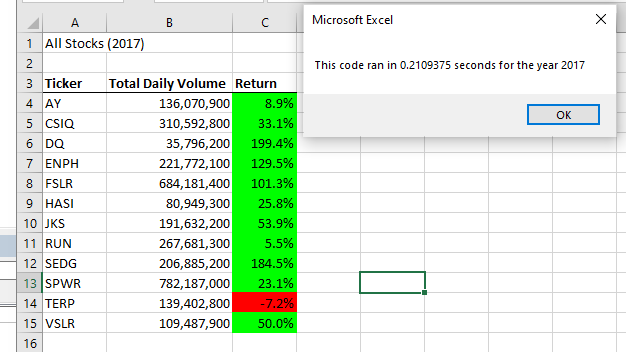 Microsoft Excel
This code ran in 0.2109375 seconds for the year 2017
OK
A B C
1 All Stocks (2017)
2
3 Ticker Total Daily Volume Return
4 AY 136,070,900 8.9%
5 CSIQ 310,592,800 33.1%
6 DQ 35,796,200 199.4%
7 ENPH 221,772,100 129.5%
8 FSLR 684,181,400 101.3%
9 HASI 80,949,300 25.8%
10 JKS 191,632,200 53.9%
11 RUN 267,681,300 5.5%
12 SEDG 206,885,200 184.5%
13 SPWR 782,187,000 23.1%
14 TERP 139,402,800 -7.2%
15 VSLR 109,487,900 50.0%
16